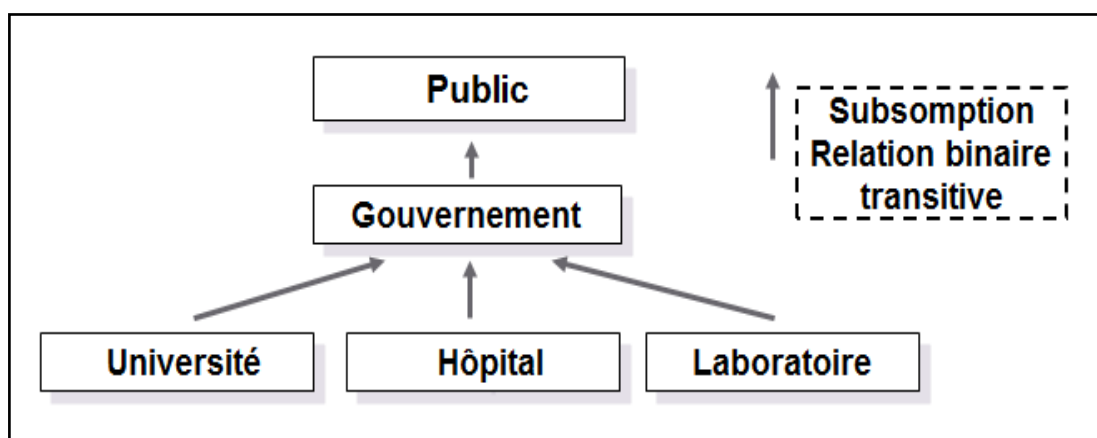 Public
Subsomption
Relation binaire
transitive
Gouvernement
Université
Hôpital
Laboratoire